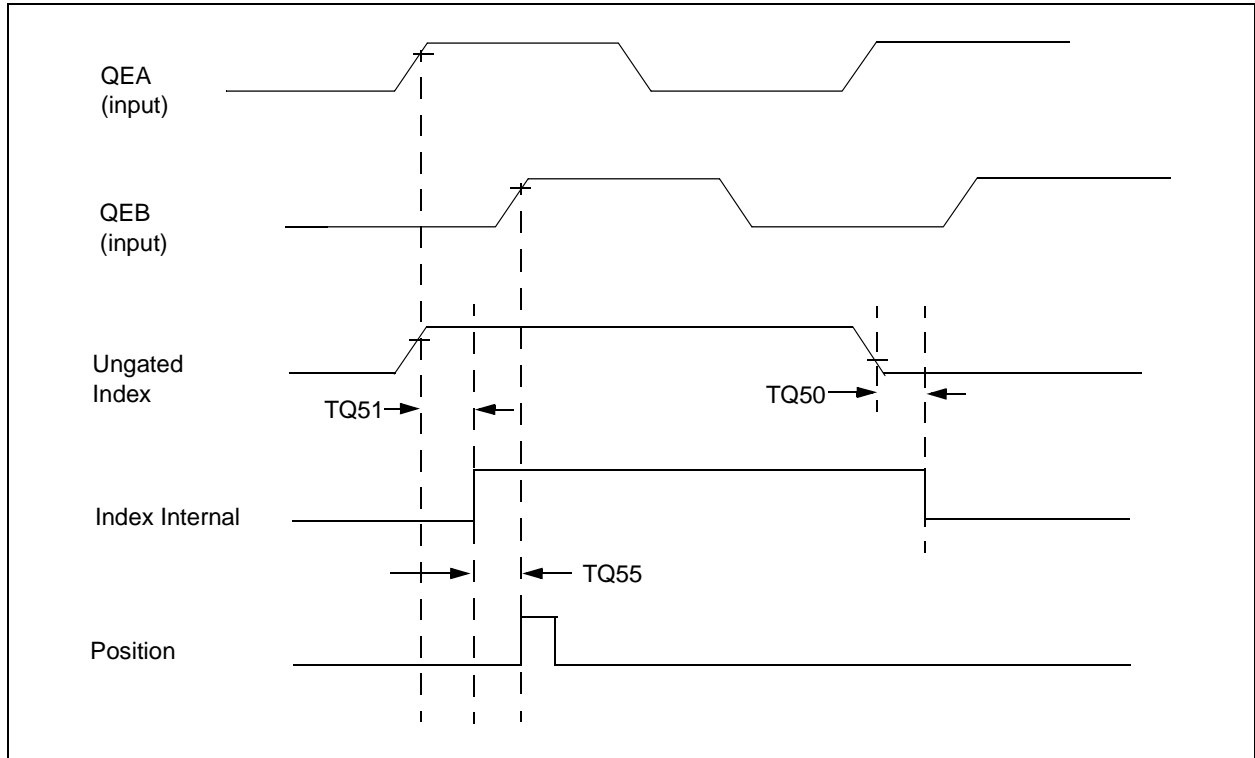 QEA
(input)
QEB
(input)
Ungated
Index
TQ51
TQ50
Index Internal
TQ55
Position